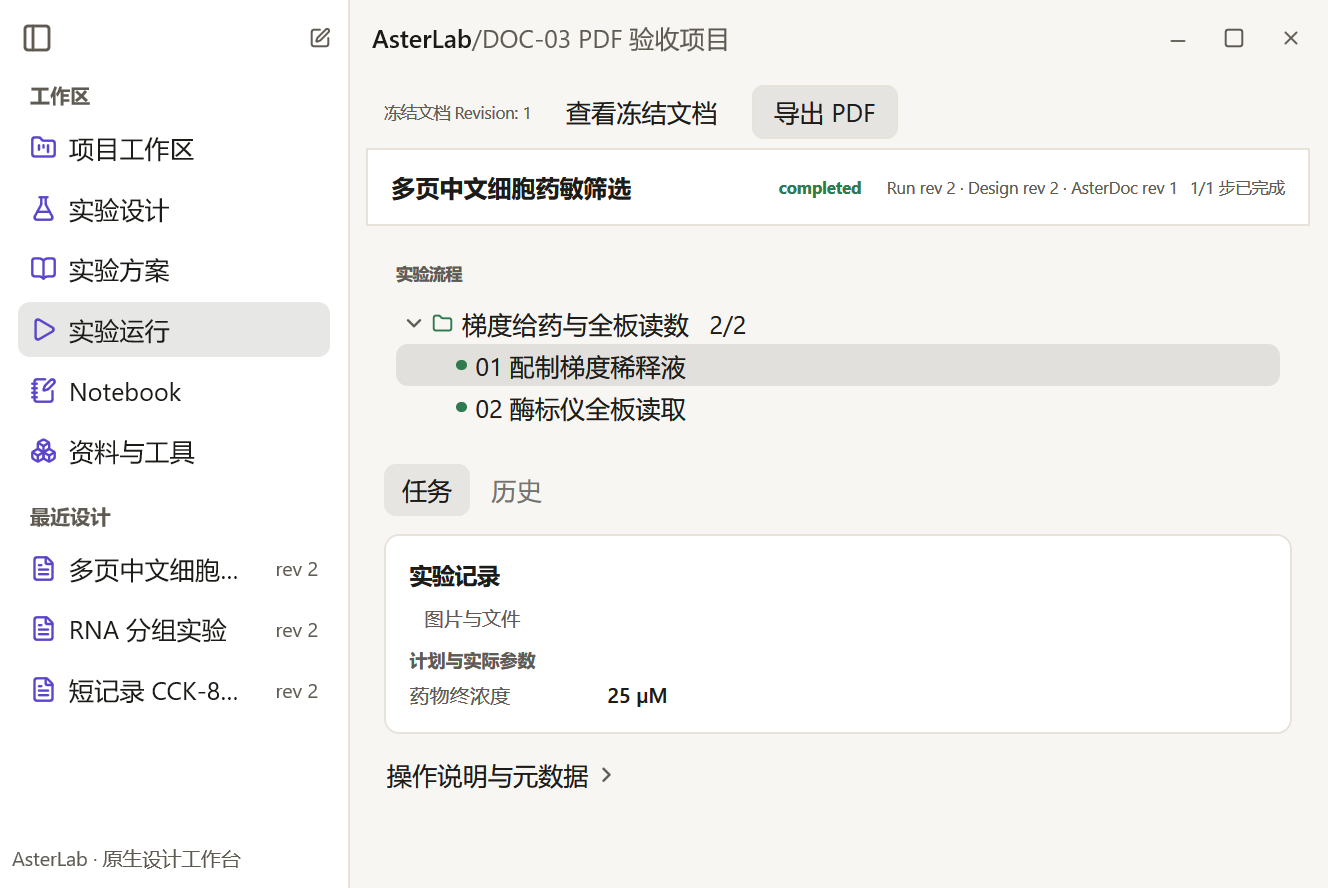 AsterLab/DOC-03 PDF 验收项目
工作区
项目工作区
实验设计
实验方案
实验运行
Notebook
资料与工具
最近设计
多页中文细胞... rev 2
RNA 分组实验 rev 2
短记录 CCK-8... rev 2
AsterLab · 原生设计工作台
冻结文档 Revision: 1 查看冻结文档 导出 PDF
多页中文细胞药敏筛选 completed Run rev 2 · Design rev 2 · AsterDoc rev 1 1/1 步已完成
实验流程
梯度给药与全板读数 2/2
01 配制梯度稀释液
02 酶标仪全板读取
任务 历史
实验记录
图片与文件
计划与实际参数
药物终浓度 25 μM
操作说明与元数据